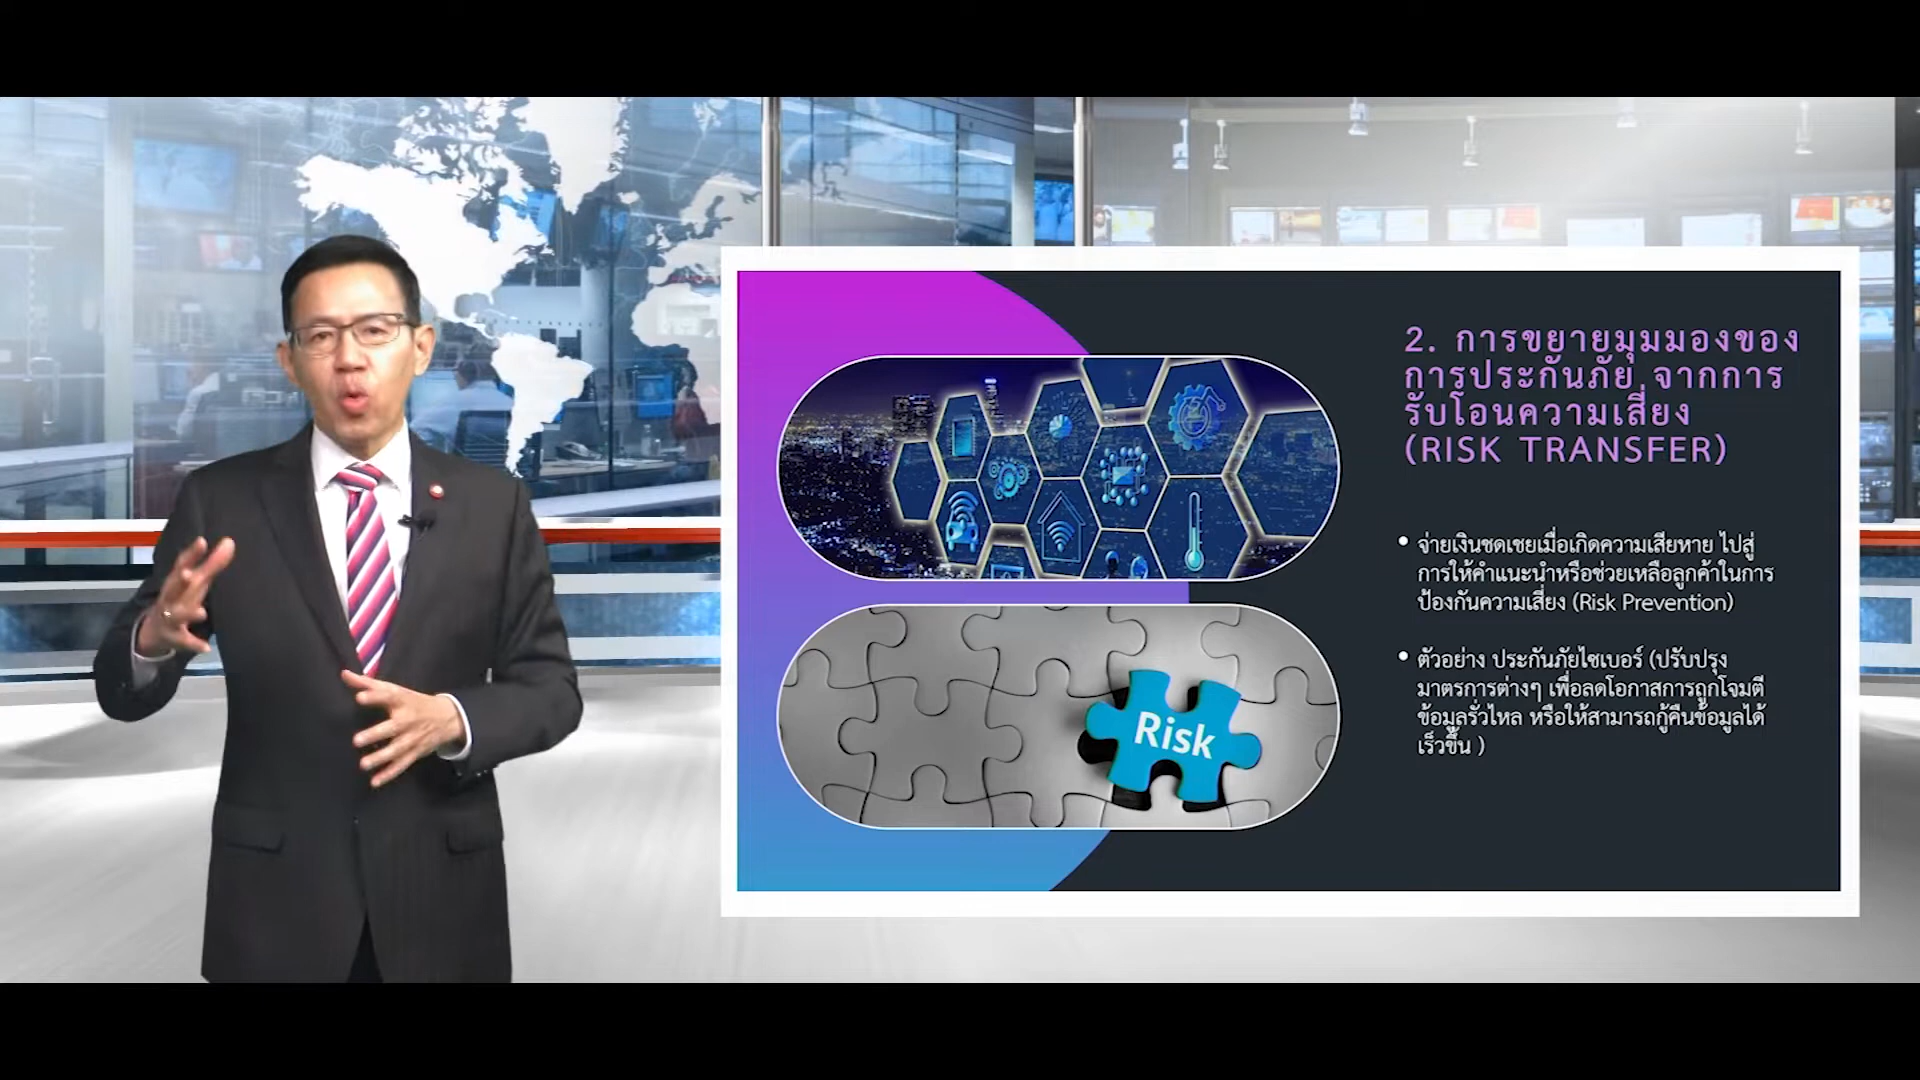 2. การขยายมุมมองของ
การประกันภัย จากการ
รับโอนความเสี่ยง
(RISK TRANSFER)
• จ่ายเงินชดเชยเมื่อเกิดความเสียหาย ไปสู่
การให้คำแนะนำหรือช่วยเหลือลูกค้าในการ
ป้องกันความเสี่ยง (Risk Prevention)
• ตัวอย่าง ประกันภัยไซเบอร์ (ปรับปรุง
มาตรการต่างๆ เพื่อลดโอกาสการถูกโจมตี
ข้อมูลรั่วไหล หรือให้สามารถกู้คืนข้อมูลได้
เร็วขึ้น )
Risk